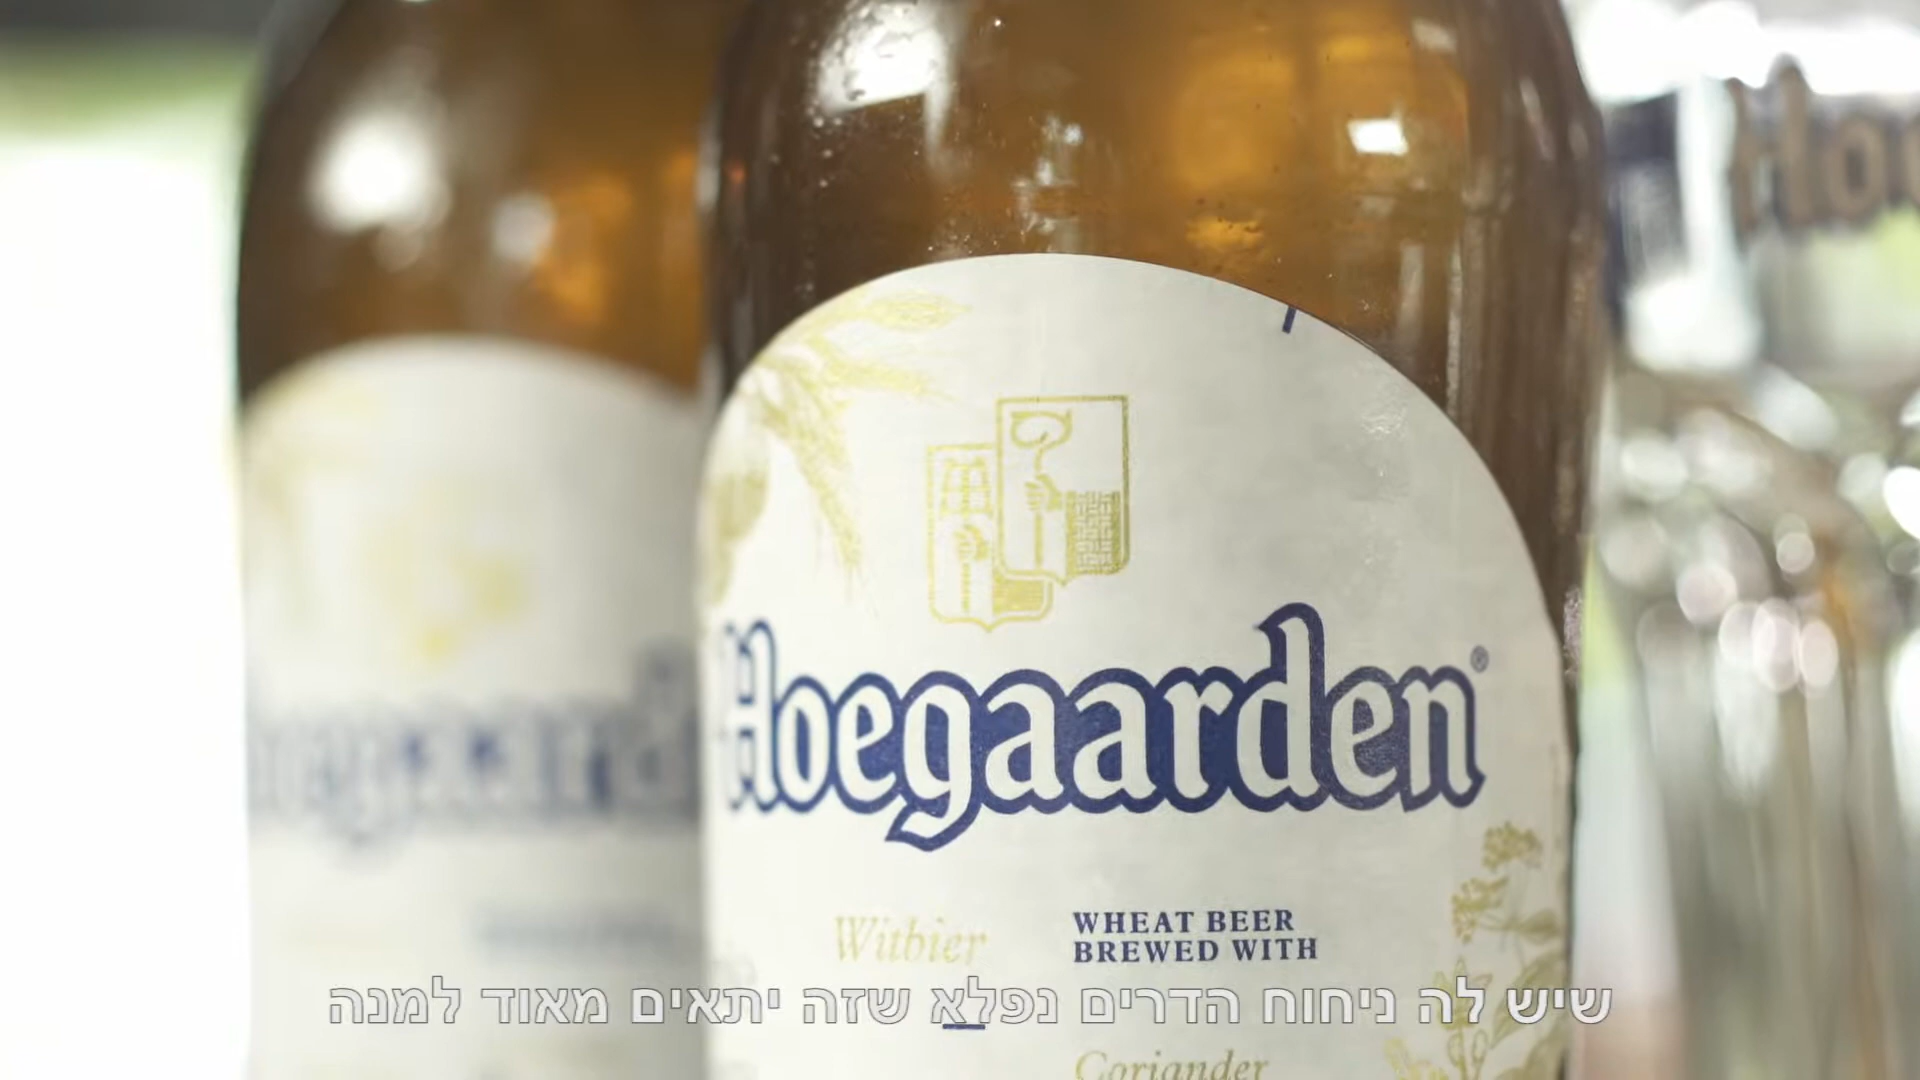 Hoegaarden®
Witbier
WHEAT BEER
BREWED WITH
שיש לה ניחוח הדרים נפלא שזה יתאים מאוד למנה
Coriander